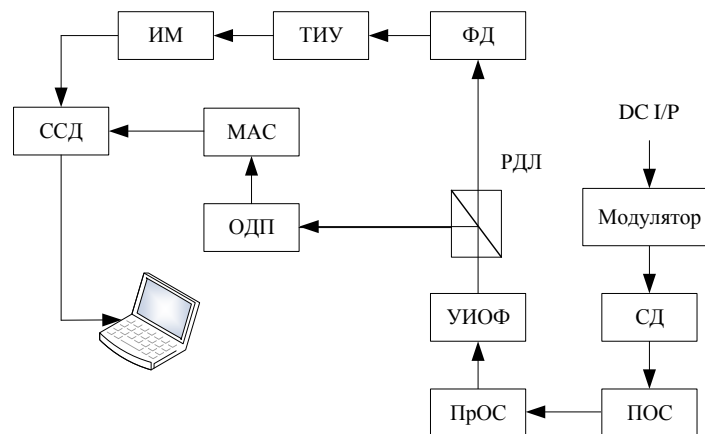 ИМ
ТИУ
ФД
ССД
МАС
DC I/P
РДЛ
ОДП
Модулятор
УИОФ
СД
ПрОС
ПОС